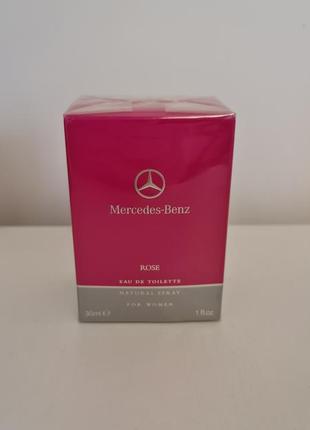 Mercedes-Benz
ROSE
EAU DE TOILETTE
NATURAL SPRAY
FOR WOMEN
30ml ℮ 1 fl oz